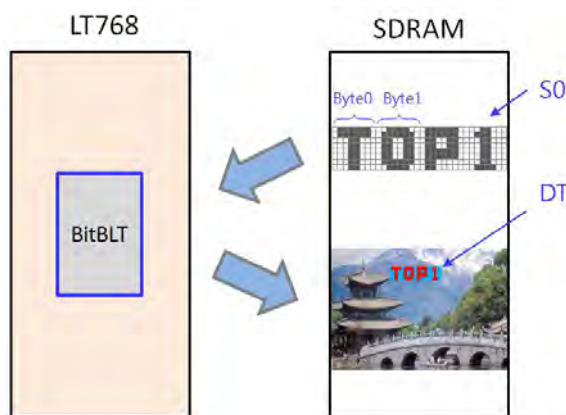 LT768
SDRAM
Byte0 Byte1
S0
TOP1
DT
BitBLT
TOP1